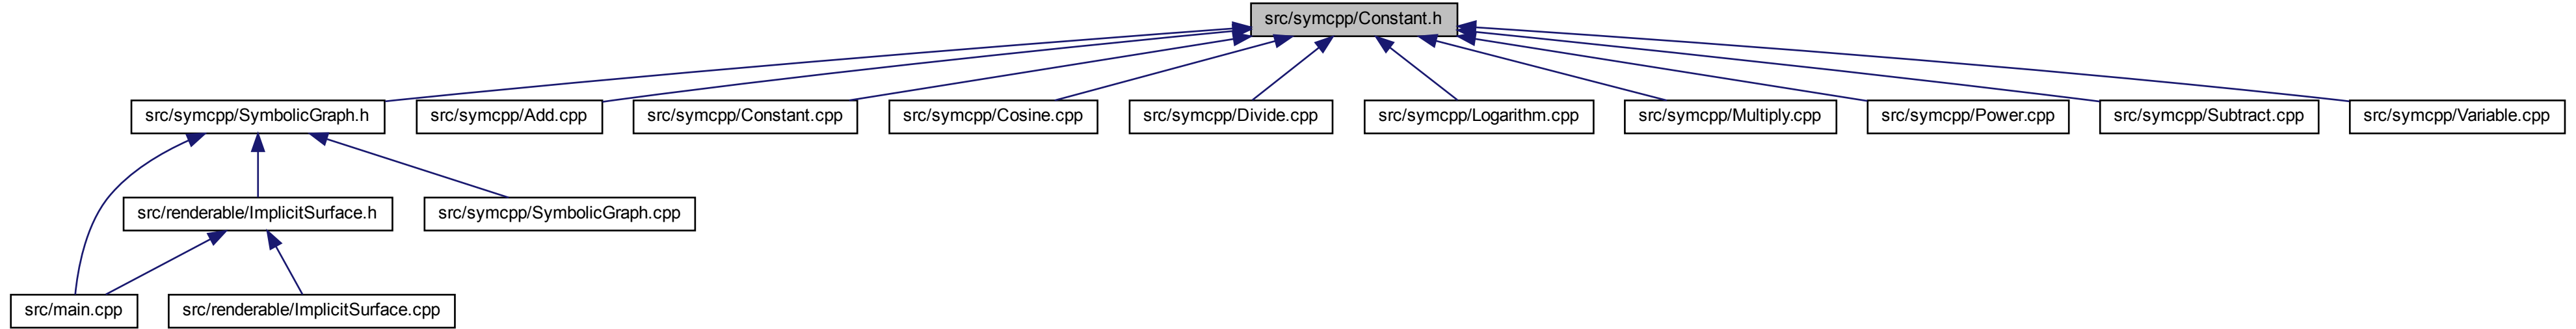 src/symcpp/Constant.h
src/symcpp/SymbolicGraph.h
src/symcpp/Add.cpp
src/symcpp/Constant.cpp
src/symcpp/Cosine.cpp
src/symcpp/Divide.cpp
src/symcpp/Logarithm.cpp
src/symcpp/Multiply.cpp
src/symcpp/Power.cpp
src/symcpp/Subtract.cpp
src/symcpp/Variable.cpp
src/renderable/ImplicitSurface.h
src/symcpp/SymbolicGraph.cpp
src/main.cpp
src/renderable/ImplicitSurface.cpp